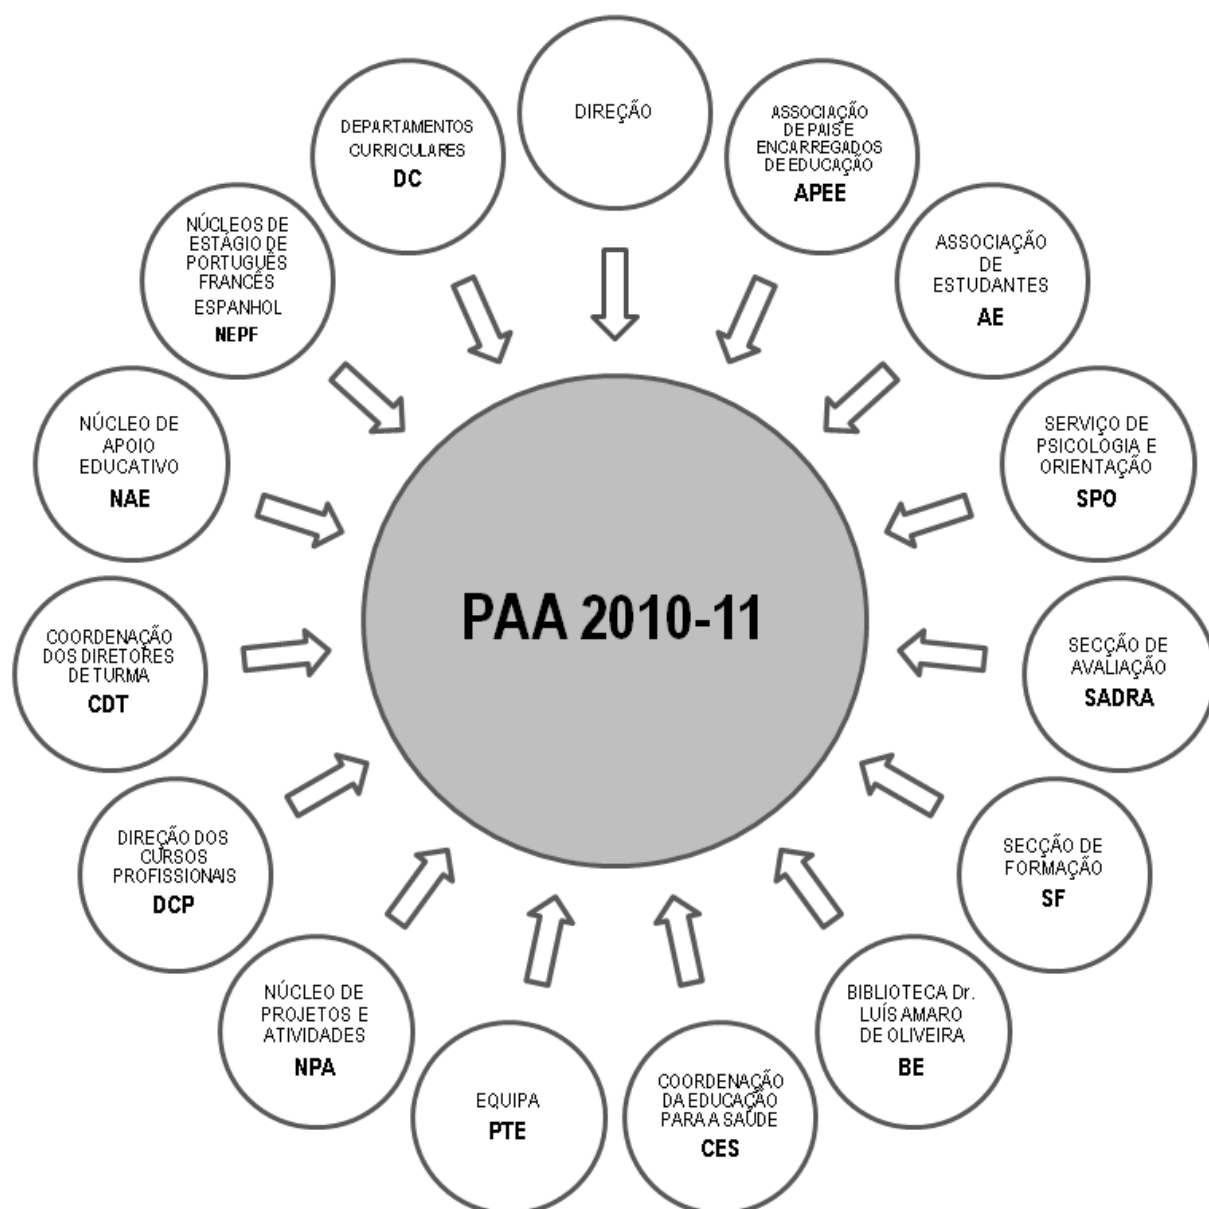 DIREÇÃO
ASSOCIAÇÃO
DE PAIS E
ENCARREGADOS
DE EDUCAÇÃO
APEE
ASSOCIAÇÃO
DE
ESTUDANTES
AE
SERVIÇO DE
PSICOLOGIA E
ORIENTAÇÃO
SPO
SECÇÃO DE
AVALIAÇÃO
SADRA
SECÇÃO DE
FORMAÇÃO
SF
BIBLIOTECA Dr.
LUÍS AMARO
DE OLIVEIRA
BE
COORDENAÇÃO
DA EDUCAÇÃO
PARA A SAÚDE
CES
EQUIPA
PTE
NÚCLEO DE
PROJETOS E
ATIVIDADES
NPA
DIREÇÃO DOS
CURSOS
PROFISSIONAIS
DCP
COORDENAÇÃO
DOS DIRETORES
DE TURMA
CDT
NÚCLEO DE
APOIO
EDUCATIVO
NAE
NÚCLEOS DE
ESTÁGIO DE
PORTUGUÊS
FRANCÊS
ESPANHOL
NEPF
DEPARTAMENTOS
CURRICULARES
DC
PAA 2010-11